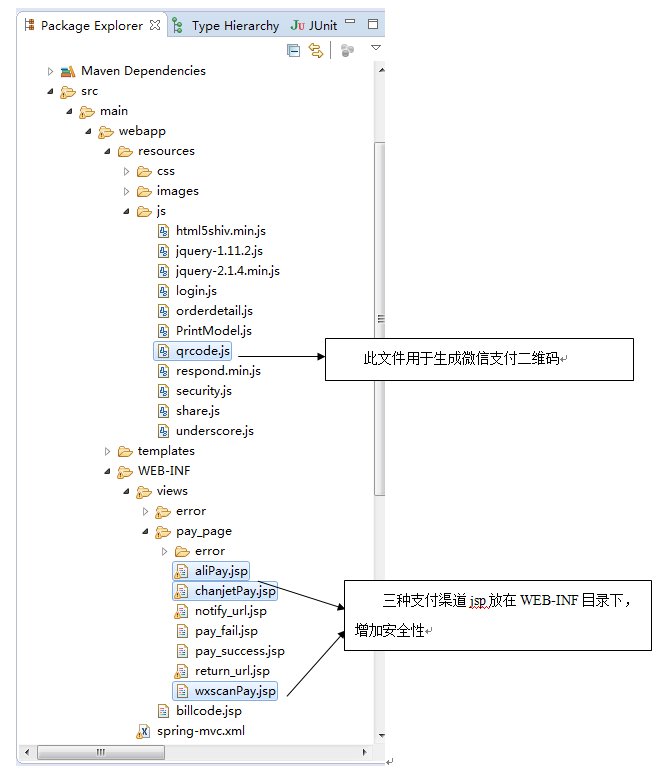 Package Explorer Type Hierarchy JUnit
Maven Dependencies
src
main
webapp
resources
css
images
js
html5shiv.min.js
jquery-1.11.2.js
jquery-2.1.4.min.js
login.js
orderdetail.js
PrintModel.js
qrcode.js
此文件用于生成微信支付二维码
respond.min.js
security.js
share.js
underscore.js
templates
WEB-INF
views
error
pay_page
error
aliPay.jsp
chanjetPay.jsp
三种支付渠道 jsp 放在 WEB-INF 目录下，
增加安全性
notify_url.jsp
pay_fail.jsp
pay_success.jsp
return_url.jsp
wxscanPay.jsp
billcode.jsp
spring-mvc.xml